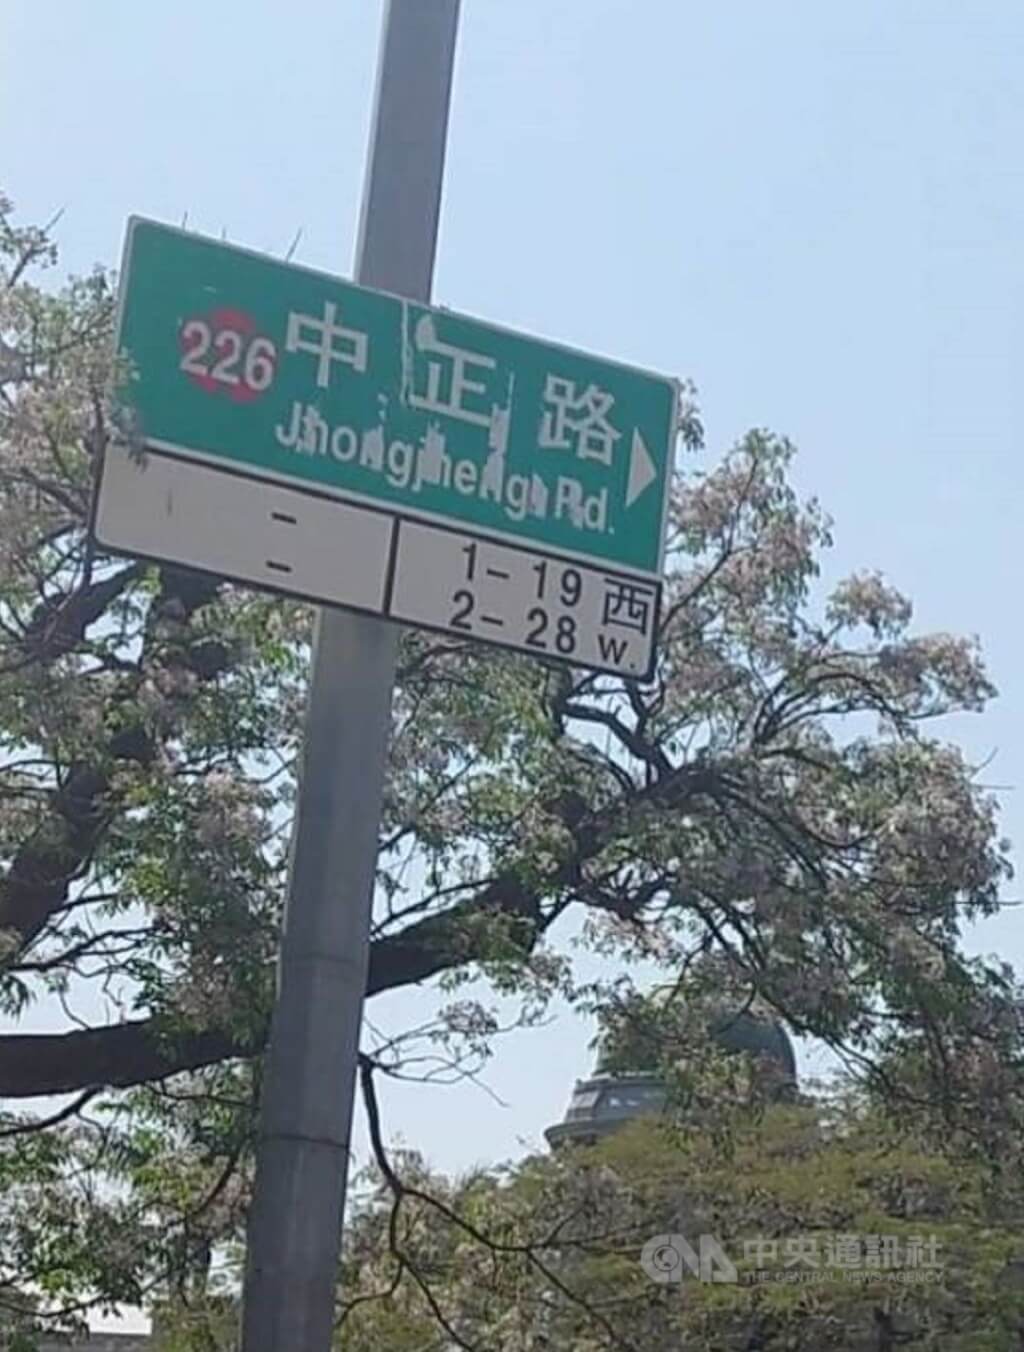 226 中正路
Jhongjheng Rd.
1-19 西
2-28 W.
中央通訊社
THE CENTRAL NEWS AGENCY